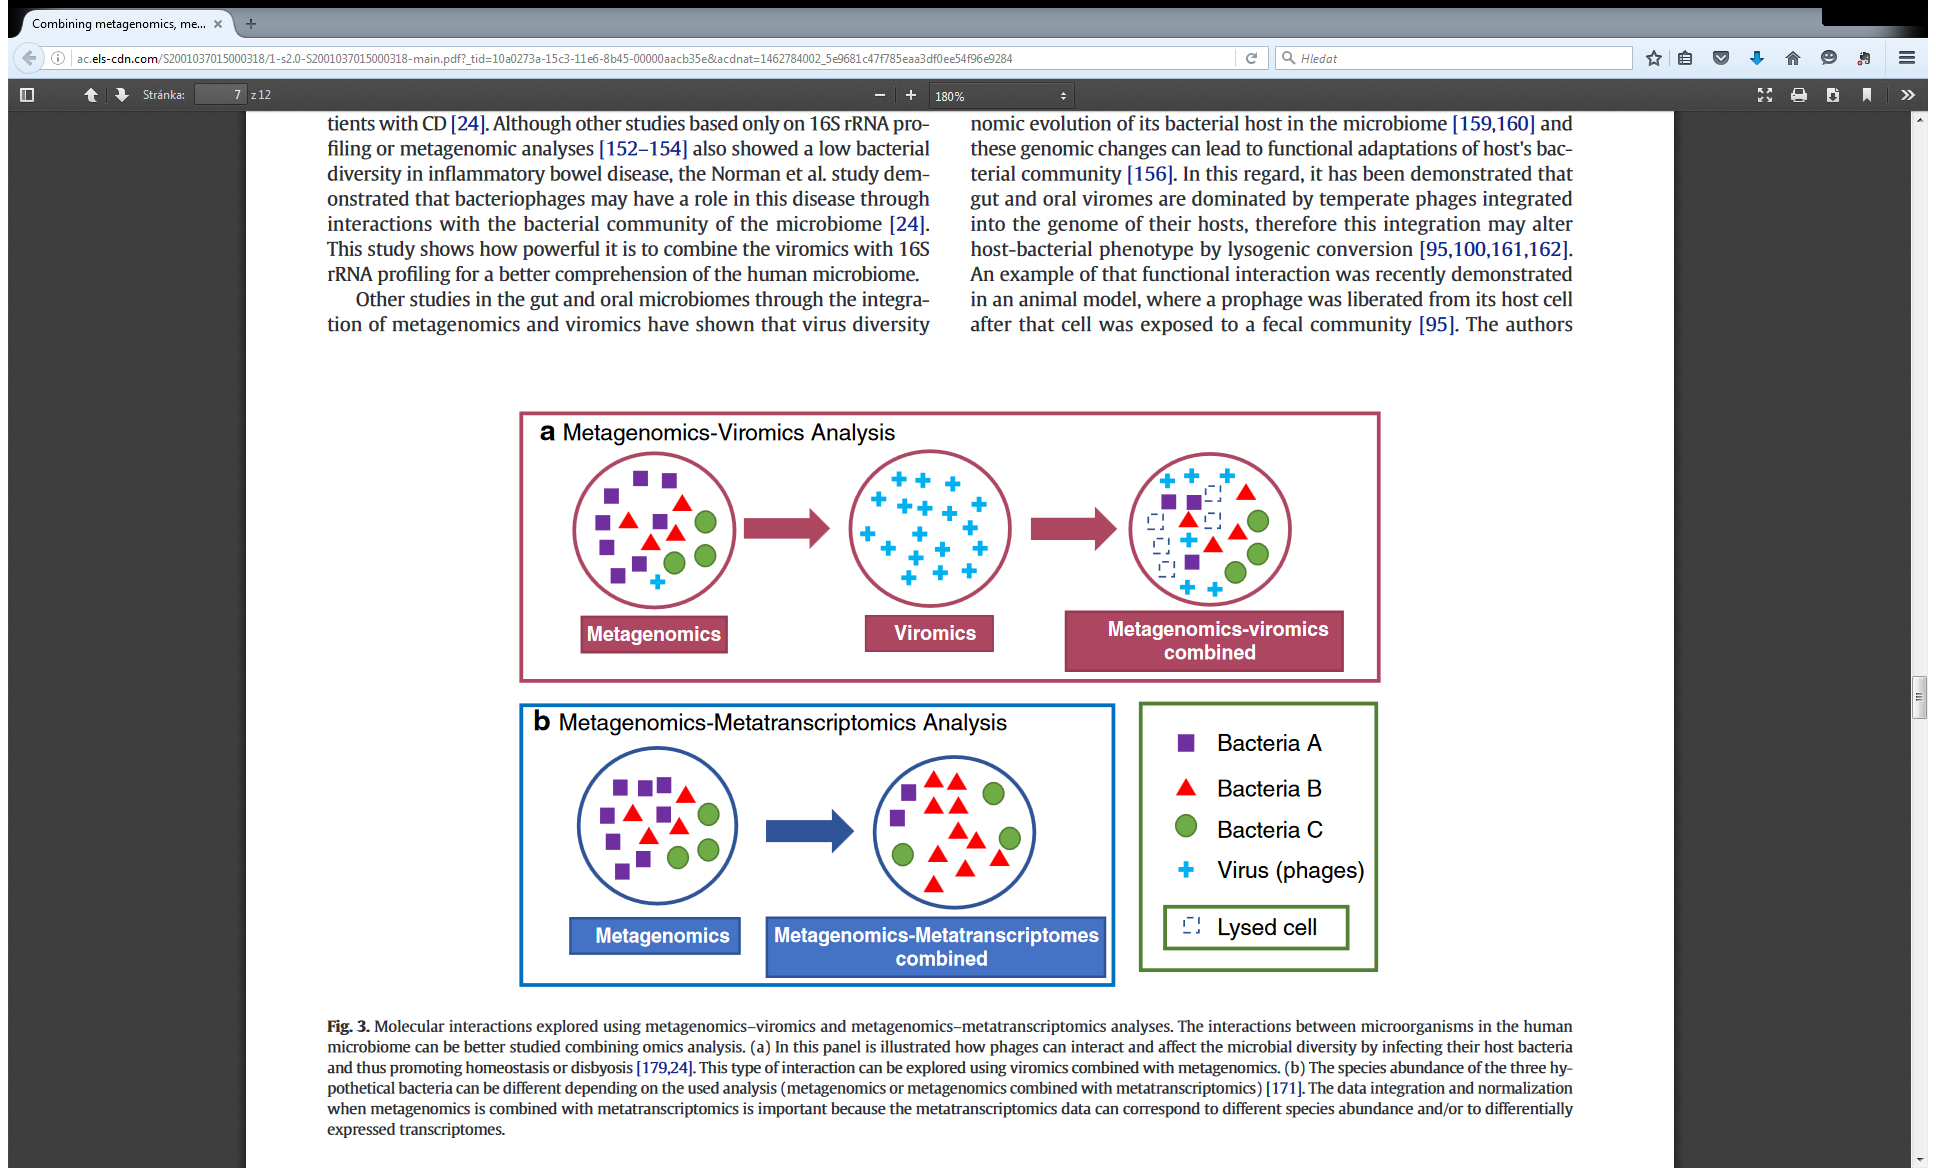 Combining metagenomics, me...
ac.els-cdn.com/S2001037015000318/1-s2.0-S2001037015000318-main.pdf?_tid=10a0273a-15c3-11e6-8b45-00000aacb35e&acdnat=1462784002_5e9681c47f785eaa3df0ee54f96e9284
Hledat
Stránka: 7 z 12
180%
tients with CD [24]. Although other studies based only on 16S rRNA pro-
filing or metagenomic analyses [152–154] also showed a low bacterial
diversity in inflammatory bowel disease, the Norman et al. study dem-
onstrated that bacteriophages may have a role in this disease through
interactions with the bacterial community of the microbiome [24].
This study shows how powerful it is to combine the viromics with 16S
rRNA profiling for a better comprehension of the human microbiome.
Other studies in the gut and oral microbiomes through the integra-
tion of metagenomics and viromics have shown that virus diversity
nomic evolution of its bacterial host in the microbiome [159,160] and
these genomic changes can lead to functional adaptations of host's bac-
terial community [156]. In this regard, it has been demonstrated that
gut and oral viromes are dominated by temperate phages integrated
into the genome of their hosts, therefore this integration may alter
host-bacterial phenotype by lysogenic conversion [95,100,161,162].
An example of that functional interaction was recently demonstrated
in an animal model, where a prophage was liberated from its host cell
after that cell was exposed to a fecal community [95]. The authors
a Metagenomics-Viromics Analysis
Metagenomics
Viromics
Metagenomics-viromics
combined
b Metagenomics-Metatranscriptomics Analysis
Metagenomics
Metagenomics-Metatranscriptomes
combined
Bacteria A
Bacteria B
Bacteria C
Virus (phages)
Lysed cell
Fig. 3. Molecular interactions explored using metagenomics–viromics and metagenomics–metatranscriptomics analyses. The interactions between microorganisms in the human
microbiome can be better studied combining omics analysis. (a) In this panel is illustrated how phages can interact and affect the microbial diversity by infecting their host bacteria
and thus promoting homeostasis or disbyosis [179,24]. This type of interaction can be explored using viromics combined with metagenomics. (b) The species abundance of the three hy-
pothetical bacteria can be different depending on the used analysis (metagenomics or metagenomics combined with metatranscriptomics) [171]. The data integration and normalization
when metagenomics is combined with metatranscriptomics is important because the metatranscriptomics data can correspond to different species abundance and/or to differentially
expressed transcriptomes.